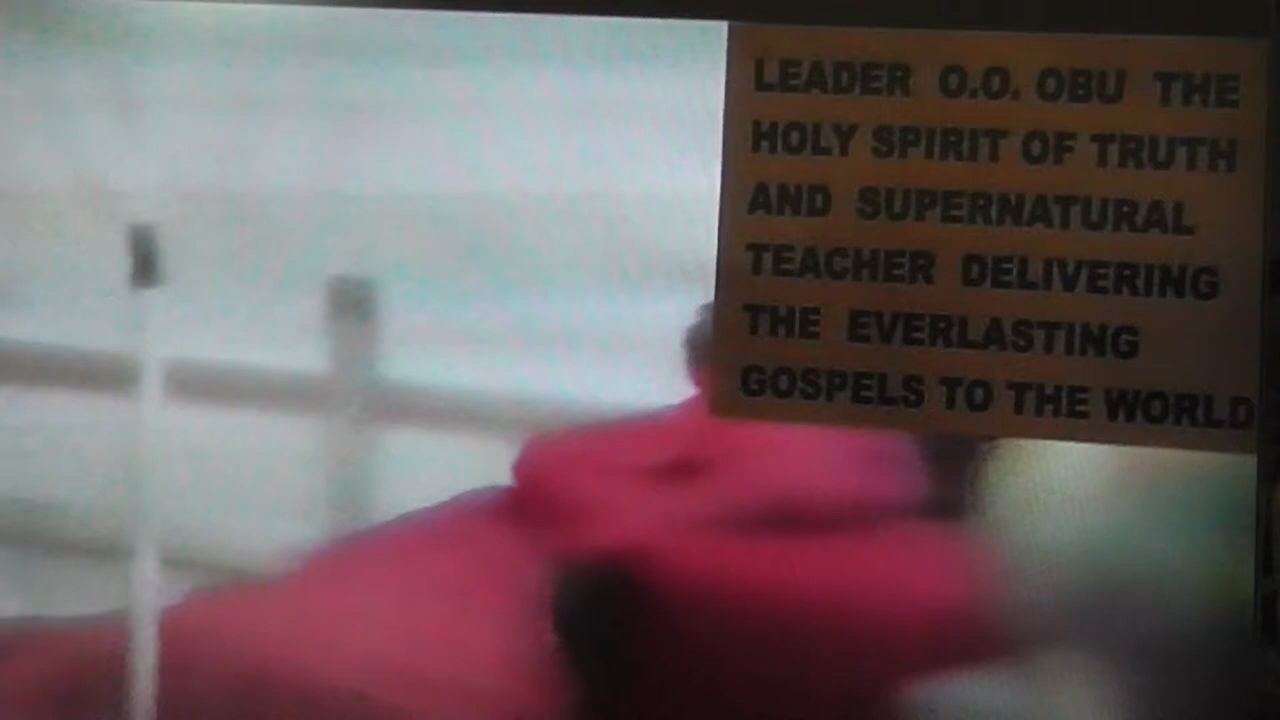 LEADER O.O. OBU THE
HOLY SPIRIT OF TRUTH
AND SUPERNATURAL
TEACHER DELIVERING
THE EVERLASTING
GOSPELS TO THE WORLD